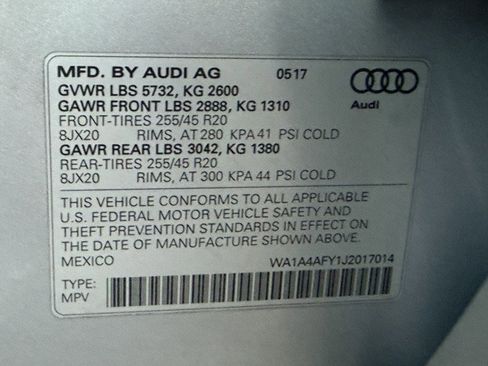 MFD. BY AUDI AG 0517
GVWR LBS 5732, KG 2600
GAWR FRONT LBS 2888, KG 1310
Audi
FRONT-TIRES 255/45 R20
8JX20 RIMS, AT 280 KPA 41 PSI COLD
GAWR REAR LBS 3042, KG 1380
REAR-TIRES 255/45 R20
8JX20 RIMS, AT 300 KPA 44 PSI COLD
THIS VEHICLE CONFORMS TO ALL APPLICABLE
U.S. FEDERAL MOTOR VEHICLE SAFETY AND
THEFT PREVENTION STANDARDS IN EFFECT ON
THE DATE OF MANUFACTURE SHOWN ABOVE.
MEXICO WA1A4AFY1J2017014
TYPE:
MPV